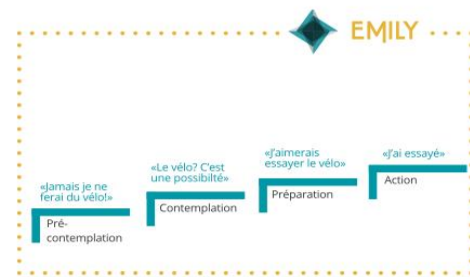 EMILY
«Jamais je ne
ferai du vélo!»
Pré-
contemplation
«Le vélo? C'est
une possibilté»
Contemplation
«J'aimerais
essayer le vélo»
Préparation
«J'ai essayé»
Action